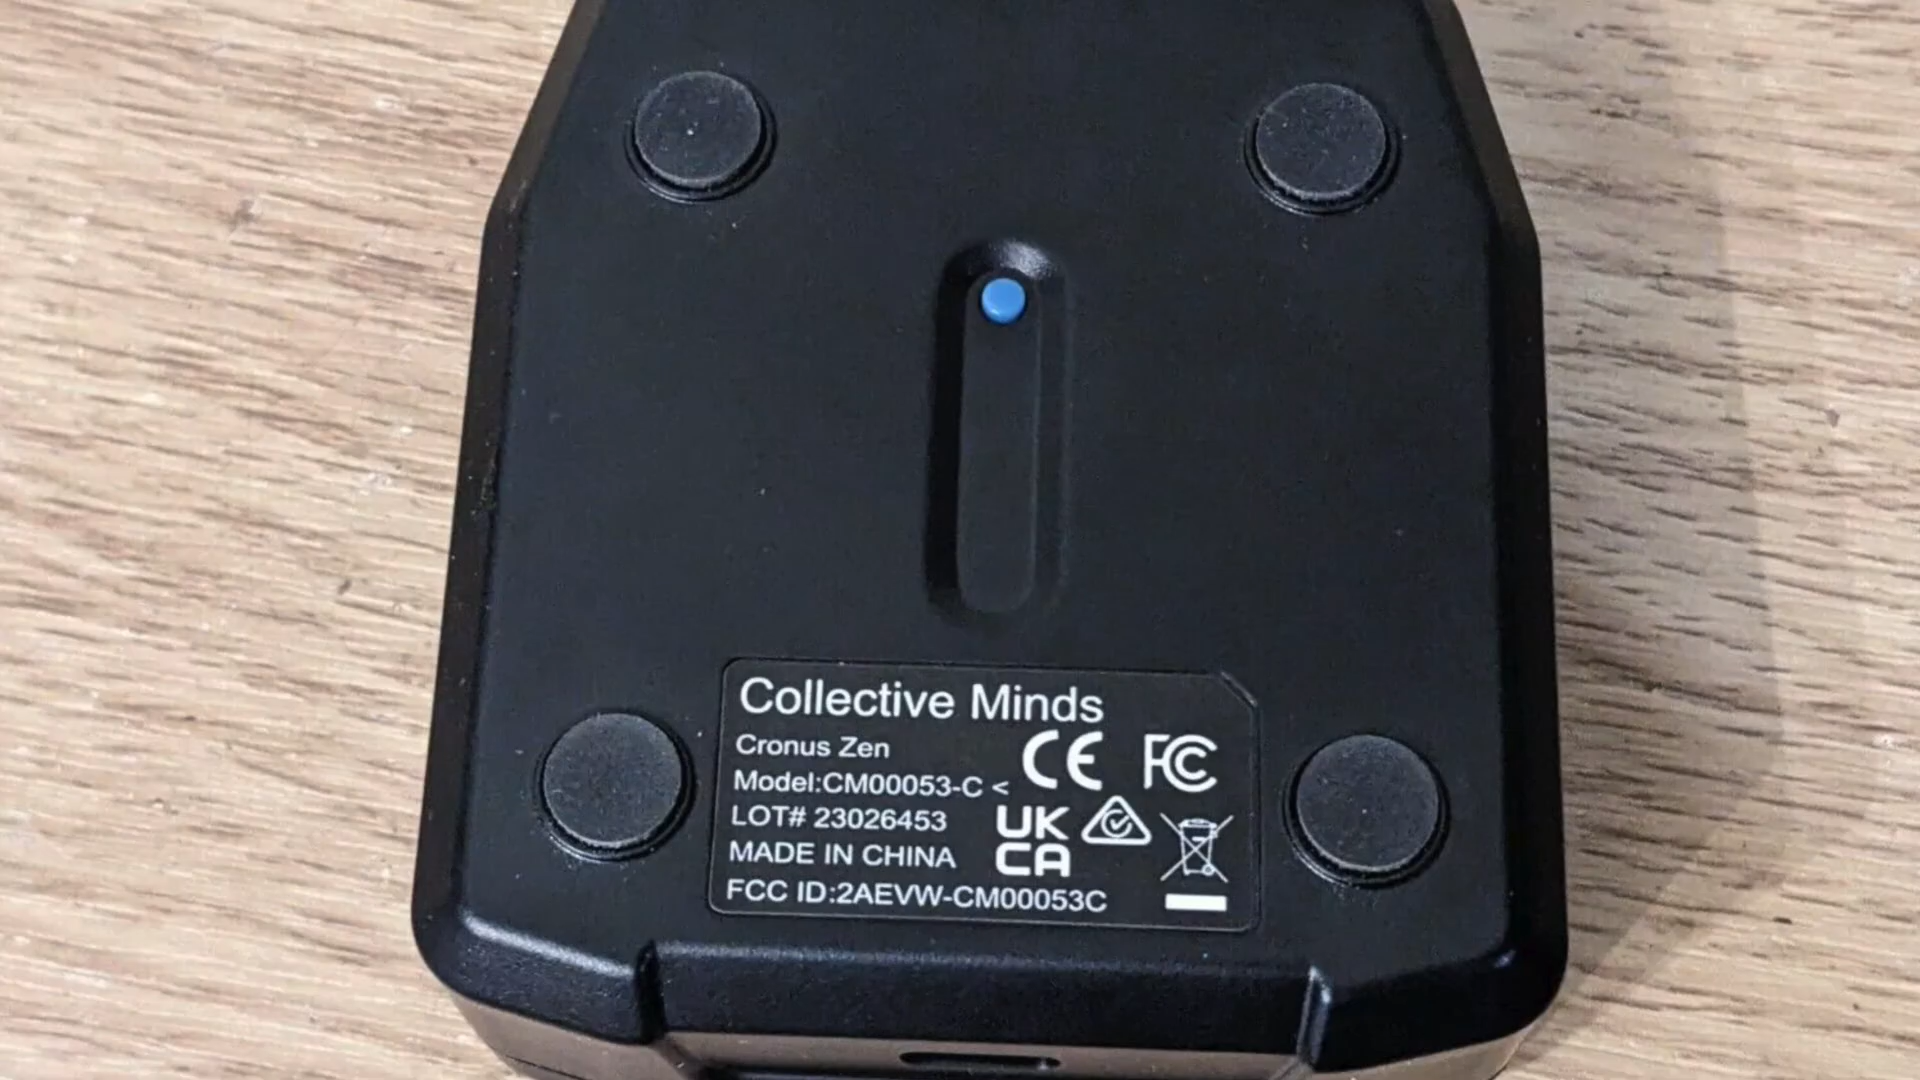 Collective Minds
Cronus Zen
Model:CM00053-C <
CE FC
LOT# 23026453
UK
CA
MADE IN CHINA
FCC ID:2AEVW-CM00053C